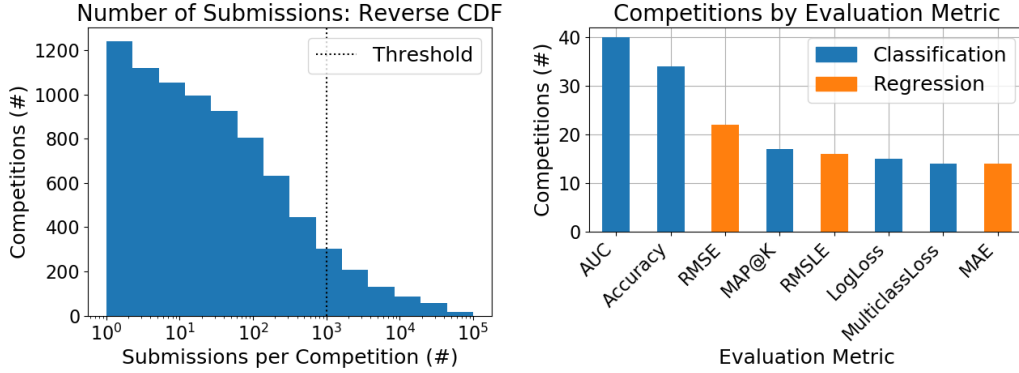 Number of Submissions: Reverse CDF
Competitions (#)
1200
1000
800
600
400
200
0
Threshold
10^0 10^1 10^2 10^3 10^4 10^5
Submissions per Competition (#)
Competitions by Evaluation Metric
Competitions (#)
40
30
20
10
0
Classification
Regression
AUC
Accuracy
RMSE
MAP@K
RMSLE
LogLoss
MulticlassLoss
MAE
Evaluation Metric